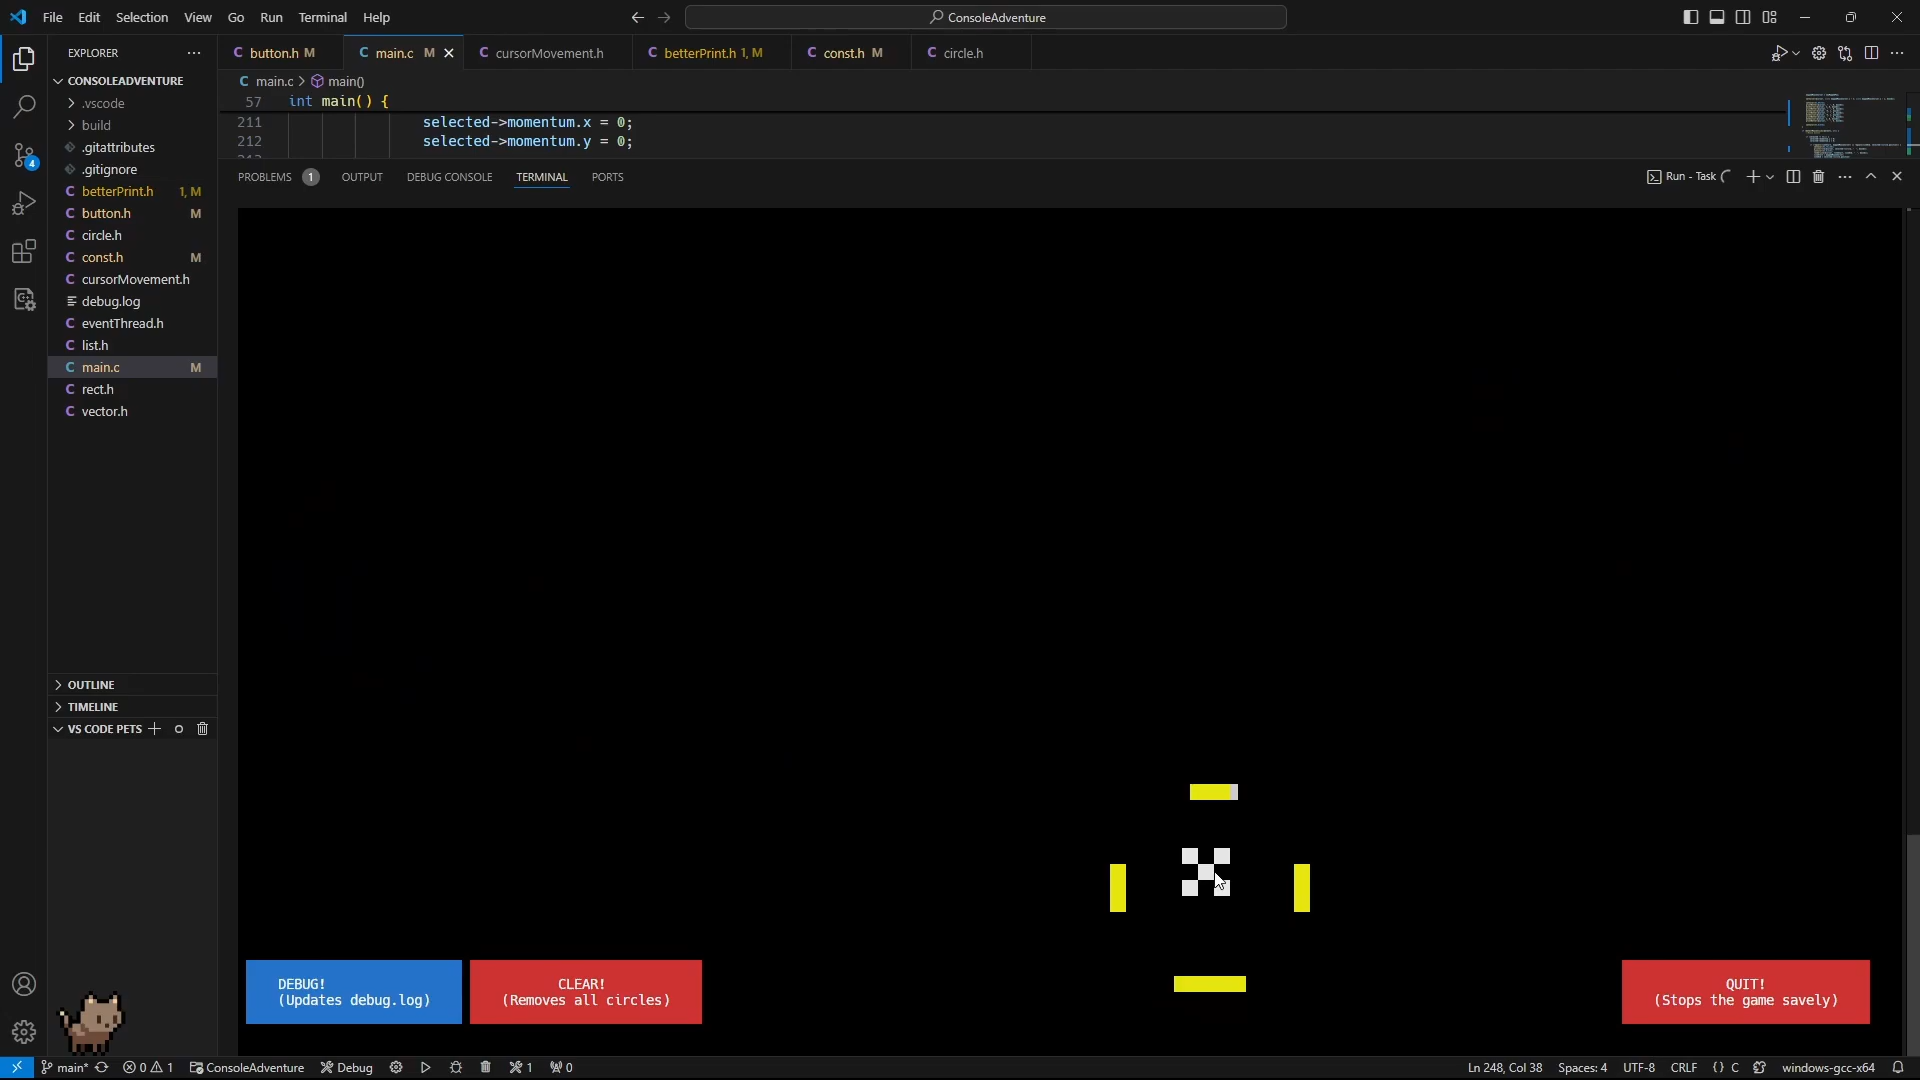 File Edit Selection View Go Run Terminal Help
ConsoleAdventure
EXPLORER
CONSOLEADVENTURE
.vscode
build
.gitattributes
.gitignore
betterPrint.h 1, M
button.h M
circle.h
const.h M
cursorMovement.h
debug.log
eventThread.h
list.h
main.c M
rect.h
vector.h
OUTLINE
TIMELINE
VS CODE PETS
button.h M main.c M cursorMovement.h betterPrint.h 1, M const.h M circle.h
main.c > main()
57 int main() {
211 selected->momentum.x = 0;
212 selected->momentum.y = 0;
PROBLEMS 1 OUTPUT DEBUG CONSOLE TERMINAL PORTS
Run - Task
DEBUG!
(Updates debug.log)
CLEAR!
(Removes all circles)
QUIT!
(Stops the game savely)
4
main* 0 1 ConsoleAdventure Debug 1 0
Ln 248, Col 38 Spaces: 4 UTF-8 CRLF {} C windows-gcc-x64